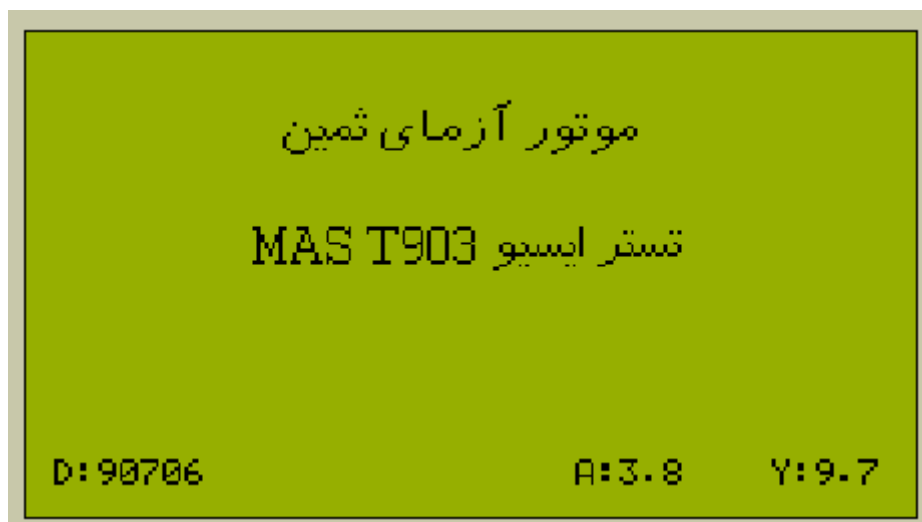 موتور آزمای ثمین
تستر ایسیو MAS T903
D:90706 A:3.8 Y:9.7